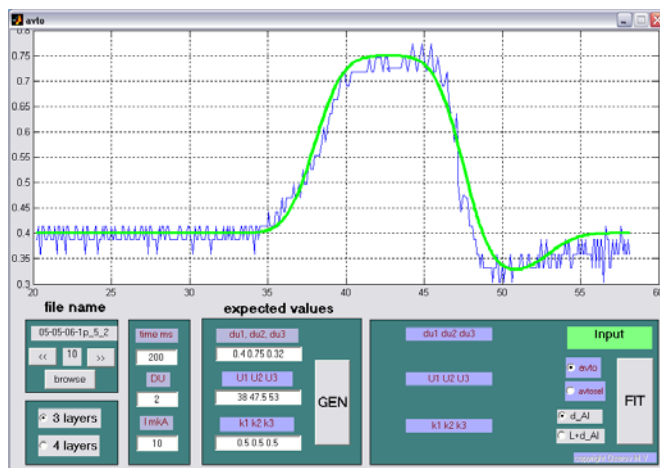 avto
0.8
0.75
0.7
0.65
0.6
0.55
0.5
0.45
0.4
0.35
0.3
20 25 30 35 40 45 50 55 60
file name
expected values
05-05-06-1p_5_2
<< 10 >>
browse
3 layers
4 layers
time ms
200
DU
2
I mkA
10
du1, du2, du3
0.4 0.75 0.32
U1 U2 U3
38 47.5 53
k1 k2 k3
0.5 0.5 0.5
GEN
du1 du2 du3
U1 U2 U3
k1 k2 k3
Input
avto
avtosel
d_Al
L+d_Al
FIT
copyright